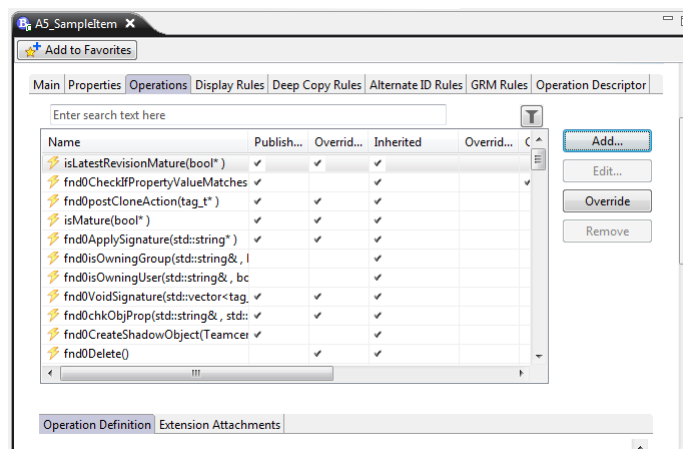 A5_SampleItem
Add to Favorites
Main Properties Operations Display Rules Deep Copy Rules Alternate ID Rules GRM Rules Operation Descriptor
Enter search text here
Name Publish... Overrid... Inherited Overrid...
isLatestRevisionMature(bool* )
fnd0CheckIfPropertyValueMatches
fnd0postCloneAction(tag_t* )
isMature(bool* )
fnd0ApplySignature(std::string* )
fnd0isOwningGroup(std::string& ,
fnd0isOwningUser(std::string& , bc
fnd0VoidSignature(std::vector<tag_
fnd0chkObjProp(std::string& , std::
fnd0CreateShadowObject(Teamcer
fnd0Delete()
Add...
Edit...
Override
Remove
Operation Definition Extension Attachments